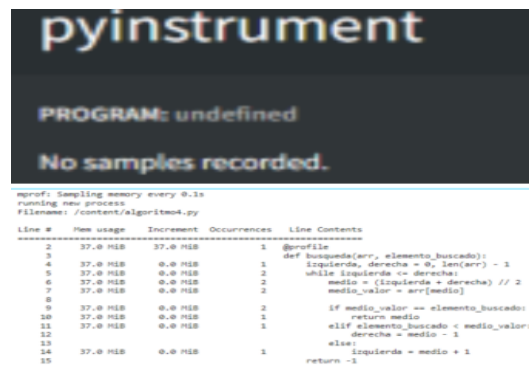 pyinstrument
PROGRAM: undefined
No samples recorded.
mprof: Sampling memory every 0.1s
running new process
Filename: /content/algoritmo4.py
Line # Mem usage Increment Occurrences Line Contents
=============================================================
2 37.0 MiB 37.0 MiB 1 @profile
3 def busqueda(arr, elemento_buscado):
4 37.0 MiB 0.0 MiB 1 izquierda, derecha = 0, len(arr) - 1
5 37.0 MiB 0.0 MiB 2 while izquierda <= derecha:
6 37.0 MiB 0.0 MiB 2 medio = (izquierda + derecha) // 2
7 37.0 MiB 0.0 MiB 2 medio_valor = arr[medio]
8
9 37.0 MiB 0.0 MiB 2 if medio_valor == elemento_buscado:
10 37.0 MiB 0.0 MiB 1 return medio
11 37.0 MiB 0.0 MiB 1 elif elemento_buscado < medio_valor:
12 derecha = medio - 1
13 else:
14 37.0 MiB 0.0 MiB 1 izquierda = medio + 1
15 return -1